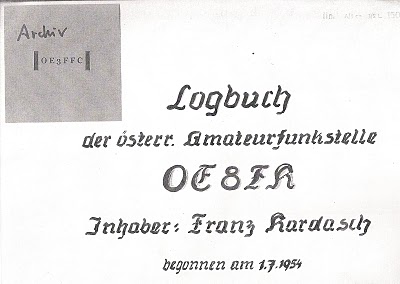 Archiv
OE3FFC
Logbuch
der österr. Amateurfunkstelle
OE8FK
Inhaber: Franz Kardasch
begonnen am 1.7.1954